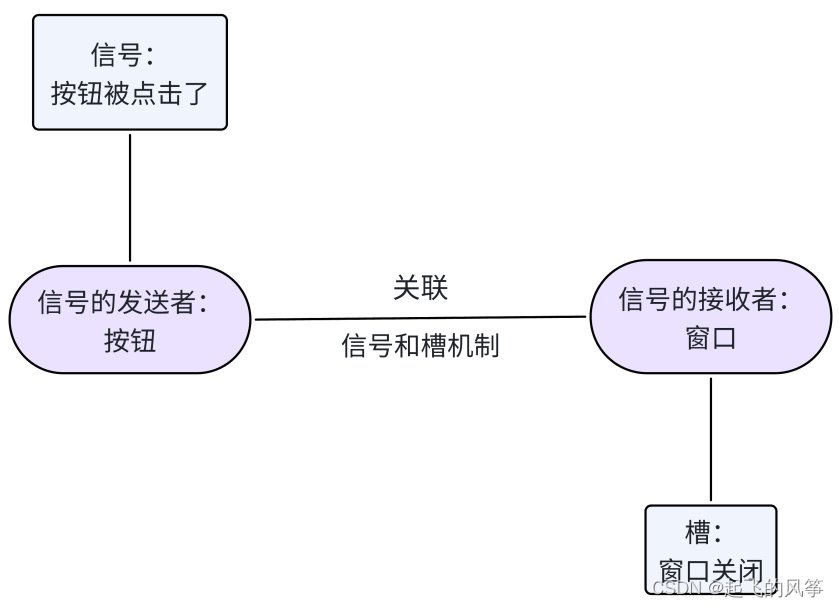 信号：
按钮被点击了
信号的发送者：
按钮
关联
信号和槽机制
信号的接收者：
窗口
槽：
窗口关闭
CSDN @起飞的风筝